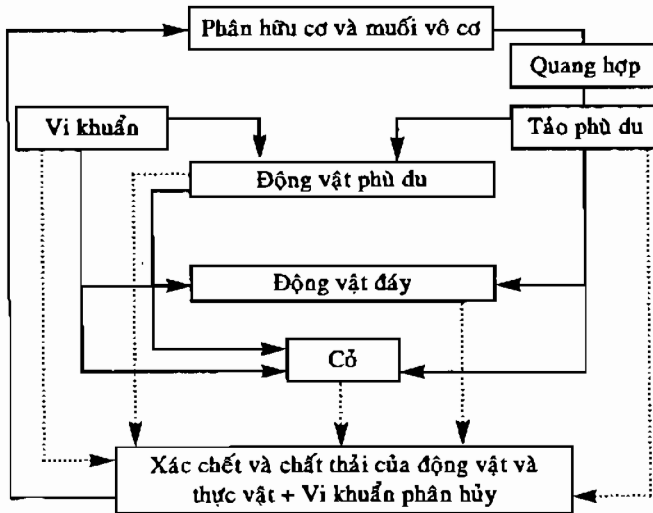 Phân hữu cơ và muối vô cơ
Quang hợp
Vi khuẩn
Tảo phù du
Động vật phù du
Động vật đáy
Cỏ
Xác chết và chất thải của động vật và
thực vật + Vi khuẩn phân hủy